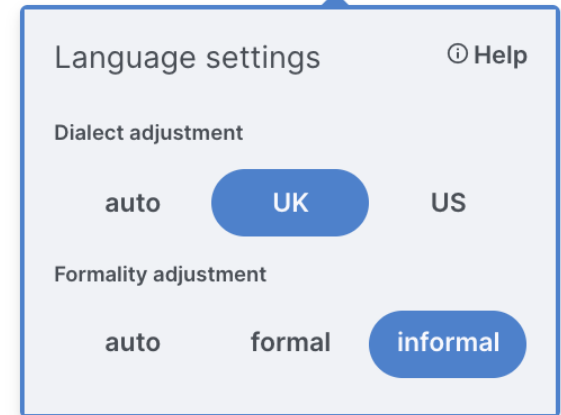 Language settings
Help
Dialect adjustment
auto UK US
Formality adjustment
auto formal informal